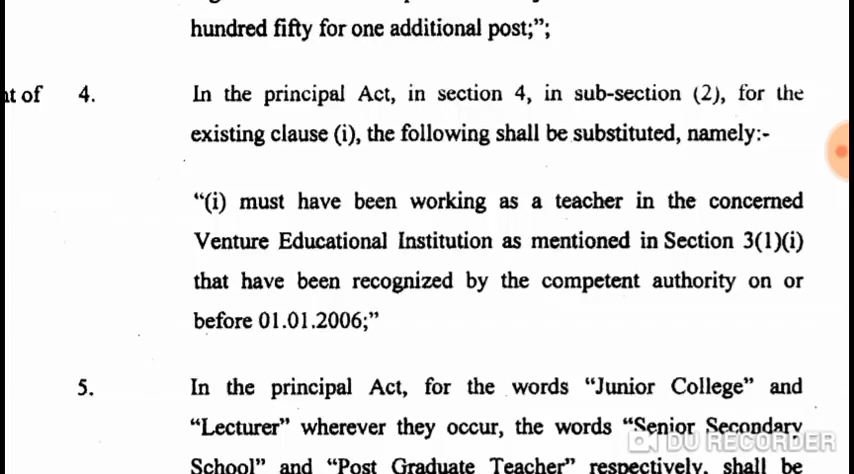 hundred fifty for one additional post;”;
nt of 4. In the principal Act, in section 4, in sub-section (2), for the
existing clause (i), the following shall be substituted, namely:-
“(i) must have been working as a teacher in the concerned
Venture Educational Institution as mentioned in Section 3(1)(i)
that have been recognized by the competent authority on or
before 01.01.2006;”
5. In the principal Act, for the words “Junior College” and
“Lecturer” wherever they occur, the words “Senior Secondary
School” and “Post Graduate Teacher” respectively, shall be
DU RECORDER